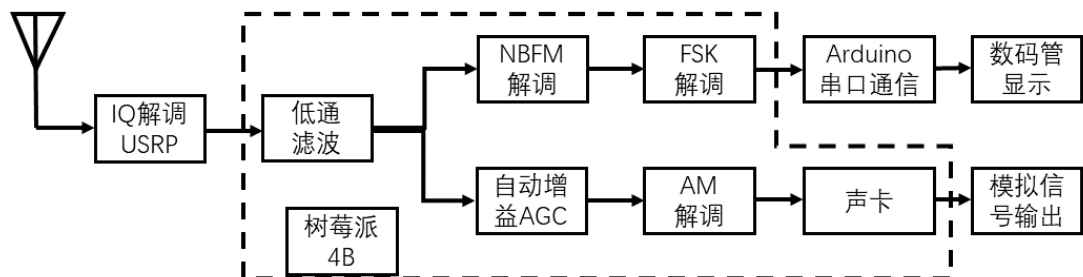 NBFM
解调
FSK
解调
Arduino
串口通信
数码管
显示
IQ解调
USRP
低通
滤波
自动增
益AGC
AM
解调
声卡
模拟信
号输出
树莓派
4B